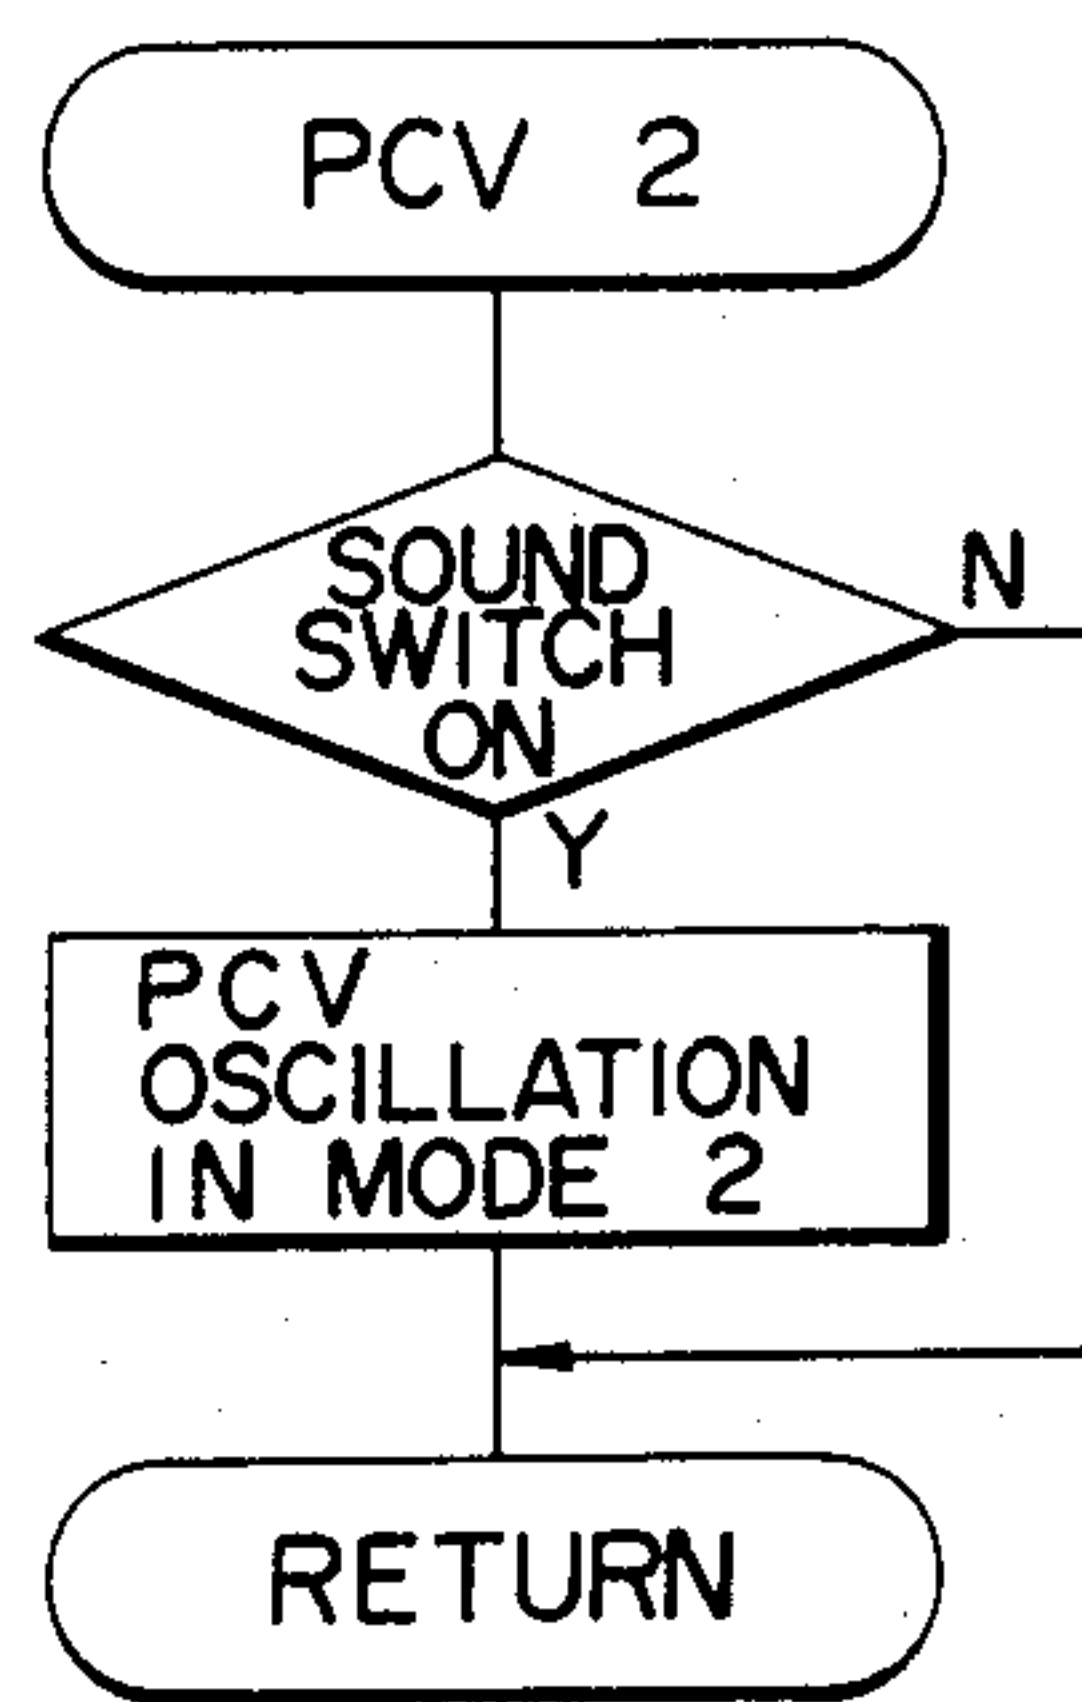 PCV 2
SOUND
SWITCH
ON
N
Y
PCV
OSCILLATION
IN MODE 2
RETURN